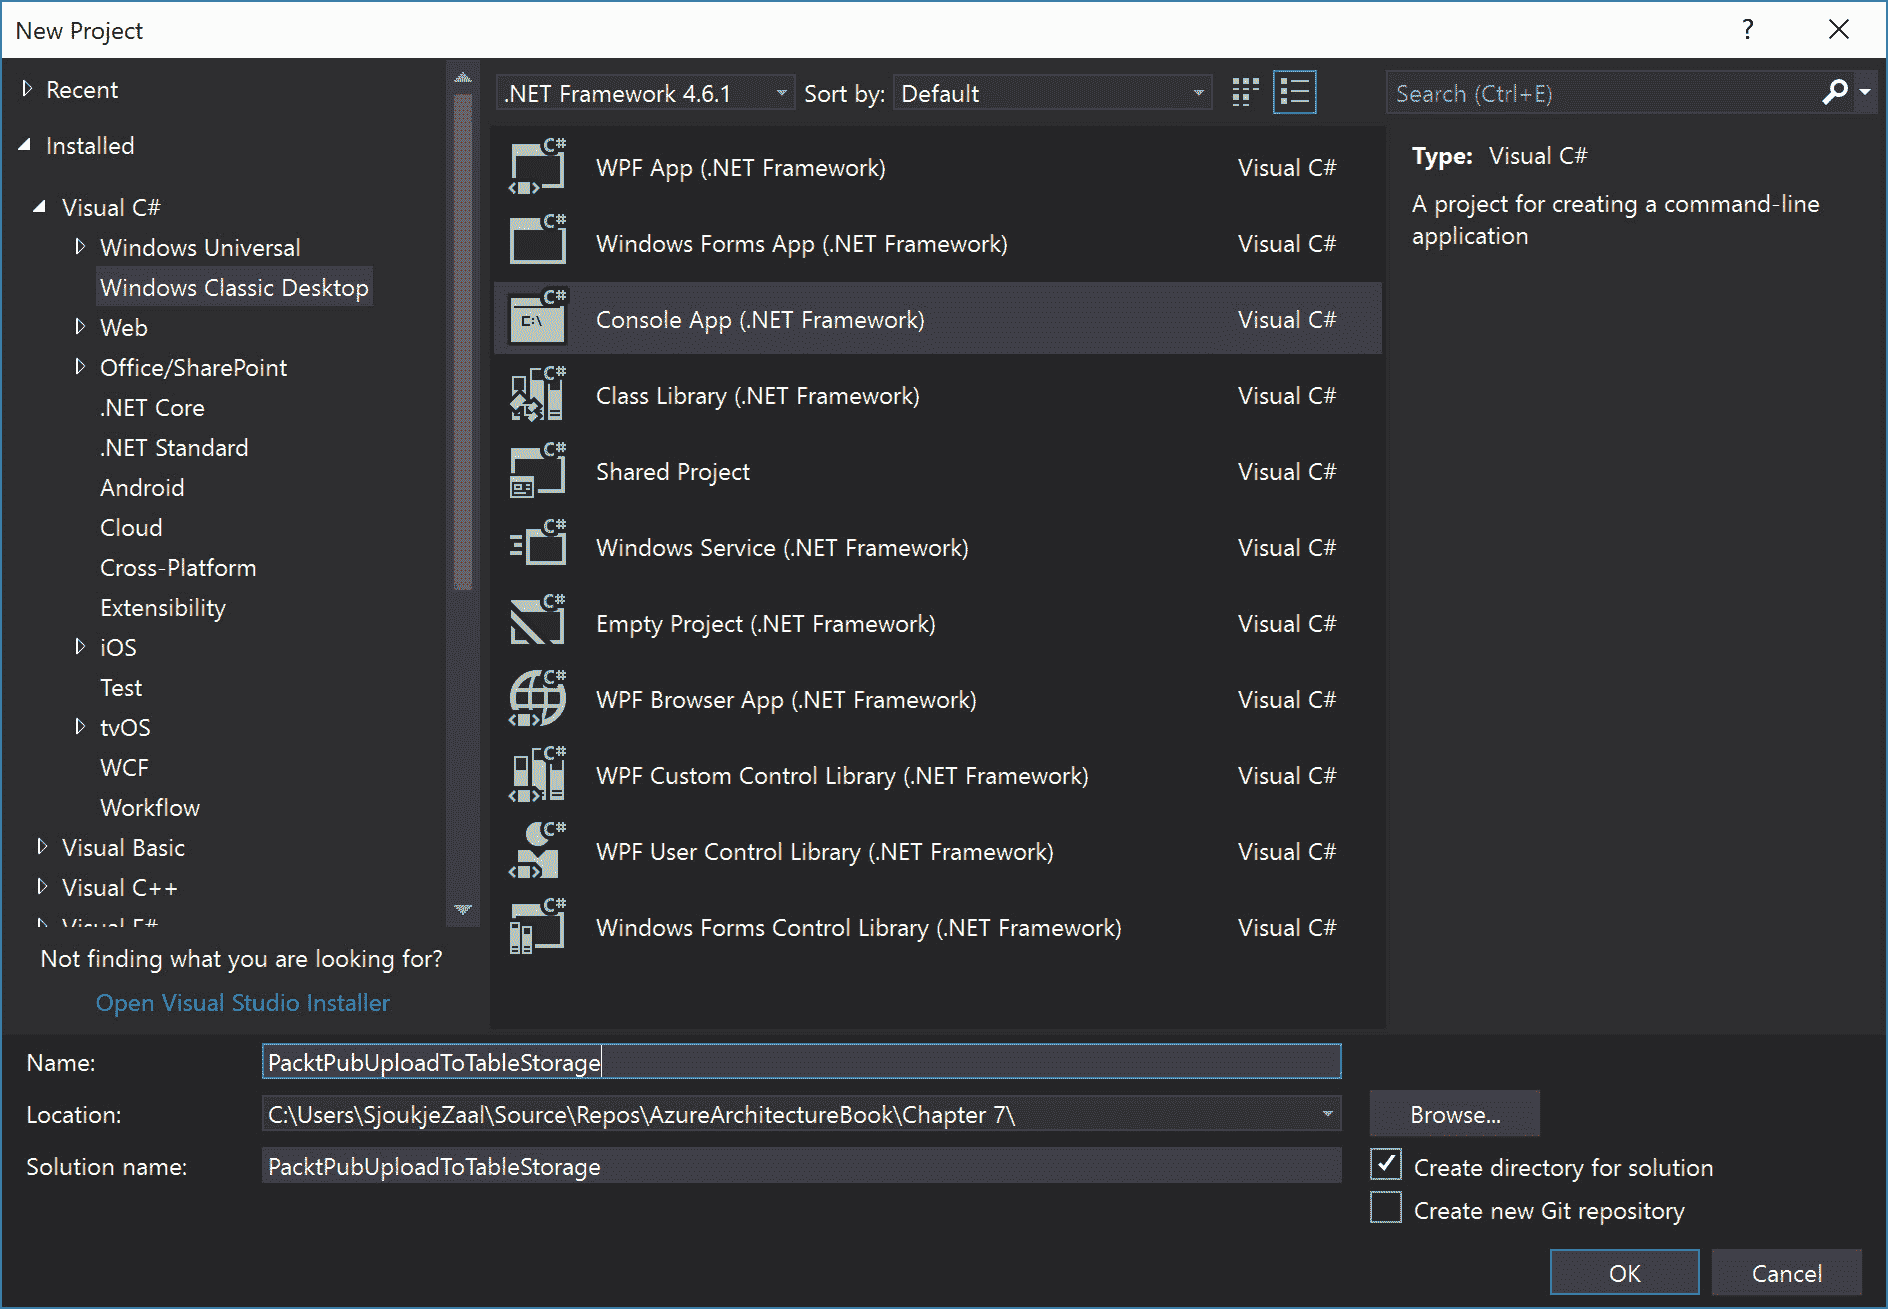 New Project
?
Recent
Installed
Visual C#
Windows Universal
Windows Classic Desktop
Web
Office/SharePoint
.NET Core
.NET Standard
Android
Cloud
Cross-Platform
Extensibility
iOS
Test
tvOS
WCF
Workflow
Visual Basic
Visual C++
Visual F#
Not finding what you are looking for?
Open Visual Studio Installer
.NET Framework 4.6.1
Sort by: Default
C# WPF App (.NET Framework) Visual C#
C# Windows Forms App (.NET Framework) Visual C#
C# C:\ Console App (.NET Framework) Visual C#
C# Class Library (.NET Framework) Visual C#
C# Shared Project Visual C#
C# Windows Service (.NET Framework) Visual C#
C# Empty Project (.NET Framework) Visual C#
C# WPF Browser App (.NET Framework) Visual C#
C# WPF Custom Control Library (.NET Framework) Visual C#
C# WPF User Control Library (.NET Framework) Visual C#
C# Windows Forms Control Library (.NET Framework) Visual C#
Search (Ctrl+E)
Type: Visual C#
A project for creating a command-line
application
Name: PacktPubUploadToTableStorage
Location: C:\Users\SjoukjeZaal\Source\Repos\AzureArchitectureBook\Chapter 7\
Browse...
Solution name: PacktPubUploadToTableStorage
Create directory for solution
Create new Git repository
OK
Cancel